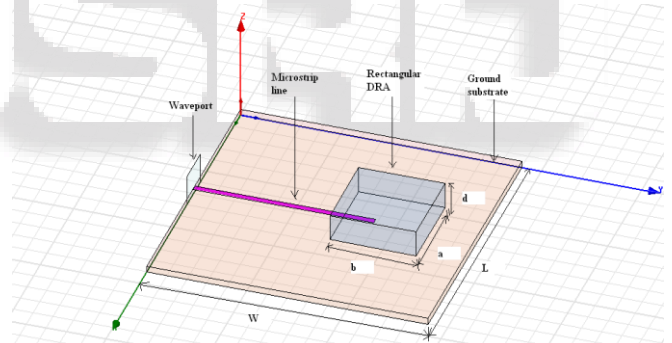 Z
Microstrip
line
Rectangular
DRA
Ground
substrate
Waveport
Y
d
a
b
L
W